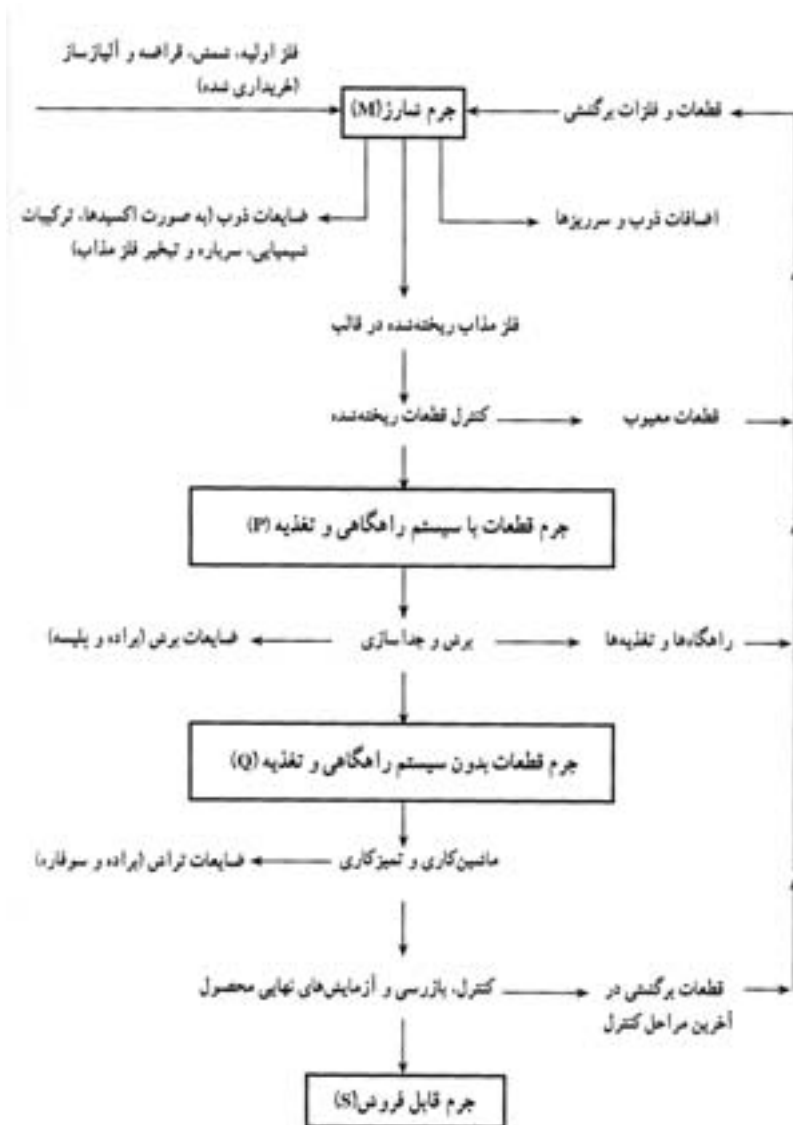 فلز اولیه، شمش، قراضه و آلیاژساز
(خریداری شده)
جرم شارژ(M)
قطعات و فلزات برگشتی
ضایعات ذوب (به صورت اکسیدها، ترکیبات
شیمیایی، سرباره و تبخیر فلز مذاب)
اضافات ذوب و سرریزها
فلز مذاب ریخته‌شده در قالب
کنترل قطعات ریخته‌شده
قطعات معیوب
جرم قطعات با سیستم راهگاهی و تغذیه (P)
راهگاه‌ها و تغذیه‌ها
برش و جداسازی
ضایعات برش (براده و پلیسه)
جرم قطعات بدون سیستم راهگاهی و تغذیه (Q)
ماشین‌کاری و تمیزکاری
ضایعات تراش (براده و سوفاره)
کنترل، بازرسی و آزمایش‌های نهایی محصول
قطعات برگشتی در
آخرین مراحل کنترل
جرم قابل فروش(S)